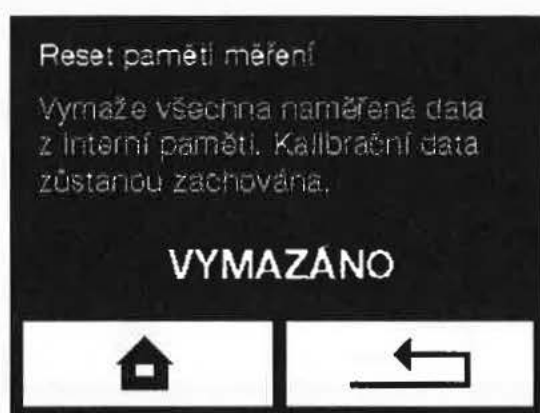 Reset paměti měření
Vymaže všechna naměřená data
z interní paměti. Kalibrační data
zůstanou zachována.
VYMAZÁNO